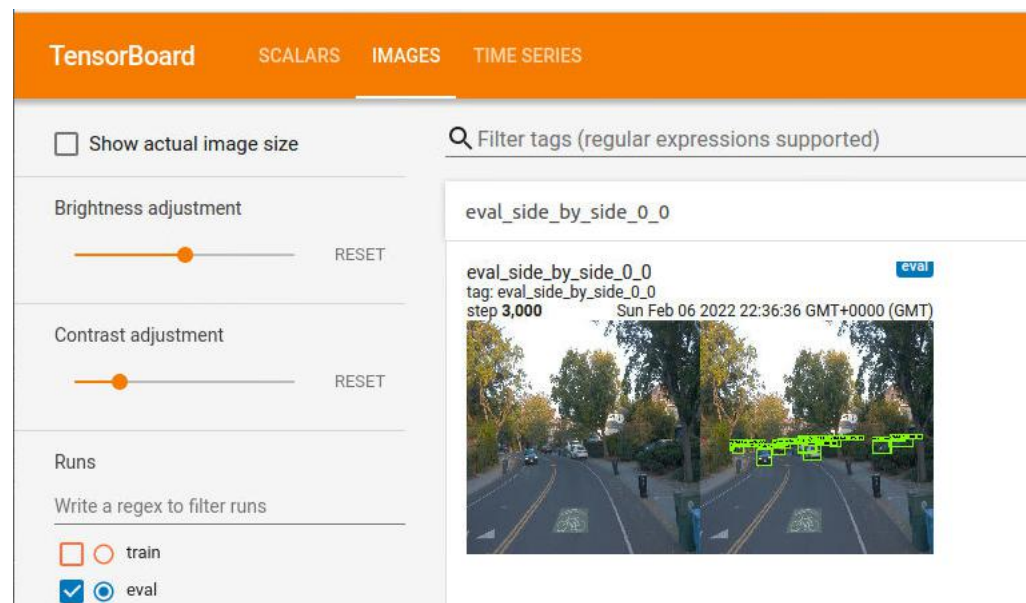 TensorBoard SCALARS IMAGES TIME SERIES
Show actual image size
Filter tags (regular expressions supported)
Brightness adjustment
RESET
Contrast adjustment
RESET
Runs
Write a regex to filter runs
train
eval
eval_side_by_side_0_0
eval_side_by_side_0_0 eval
tag: eval_side_by_side_0_0
step 3,000 Sun Feb 06 2022 22:36:36 GMT+0000 (GMT)